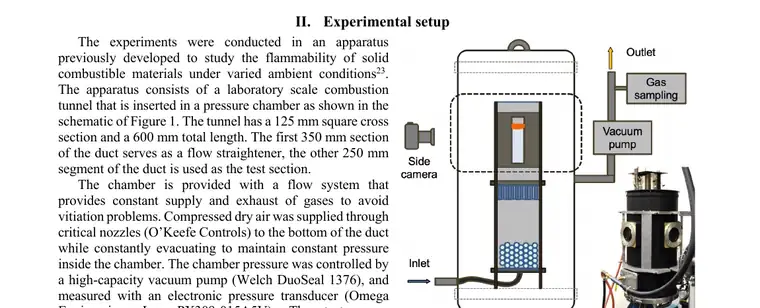 II. Experimental setup
The experiments were conducted in an apparatus
previously developed to study the flammability of solid
combustible materials under varied ambient conditions23.
The apparatus consists of a laboratory scale combustion
tunnel that is inserted in a pressure chamber as shown in the
schematic of Figure 1. The tunnel has a 125 mm square cross
section and a 600 mm total length. The first 350 mm section
of the duct serves as a flow straightener, the other 250 mm
segment of the duct is used as the test section.
The chamber is provided with a flow system that
provides constant supply and exhaust of gases to avoid
vitiation problems. Compressed dry air was supplied through
critical nozzles (O’Keefe Controls) to the bottom of the duct
while constantly evacuating to maintain constant pressure
inside the chamber. The chamber pressure was controlled by
a high-capacity vacuum pump (Welch DuoSeal 1376), and
measured with an electronic pressure transducer (Omega
Outlet
Gas
sampling
Vacuum
pump
Side
camera
Inlet